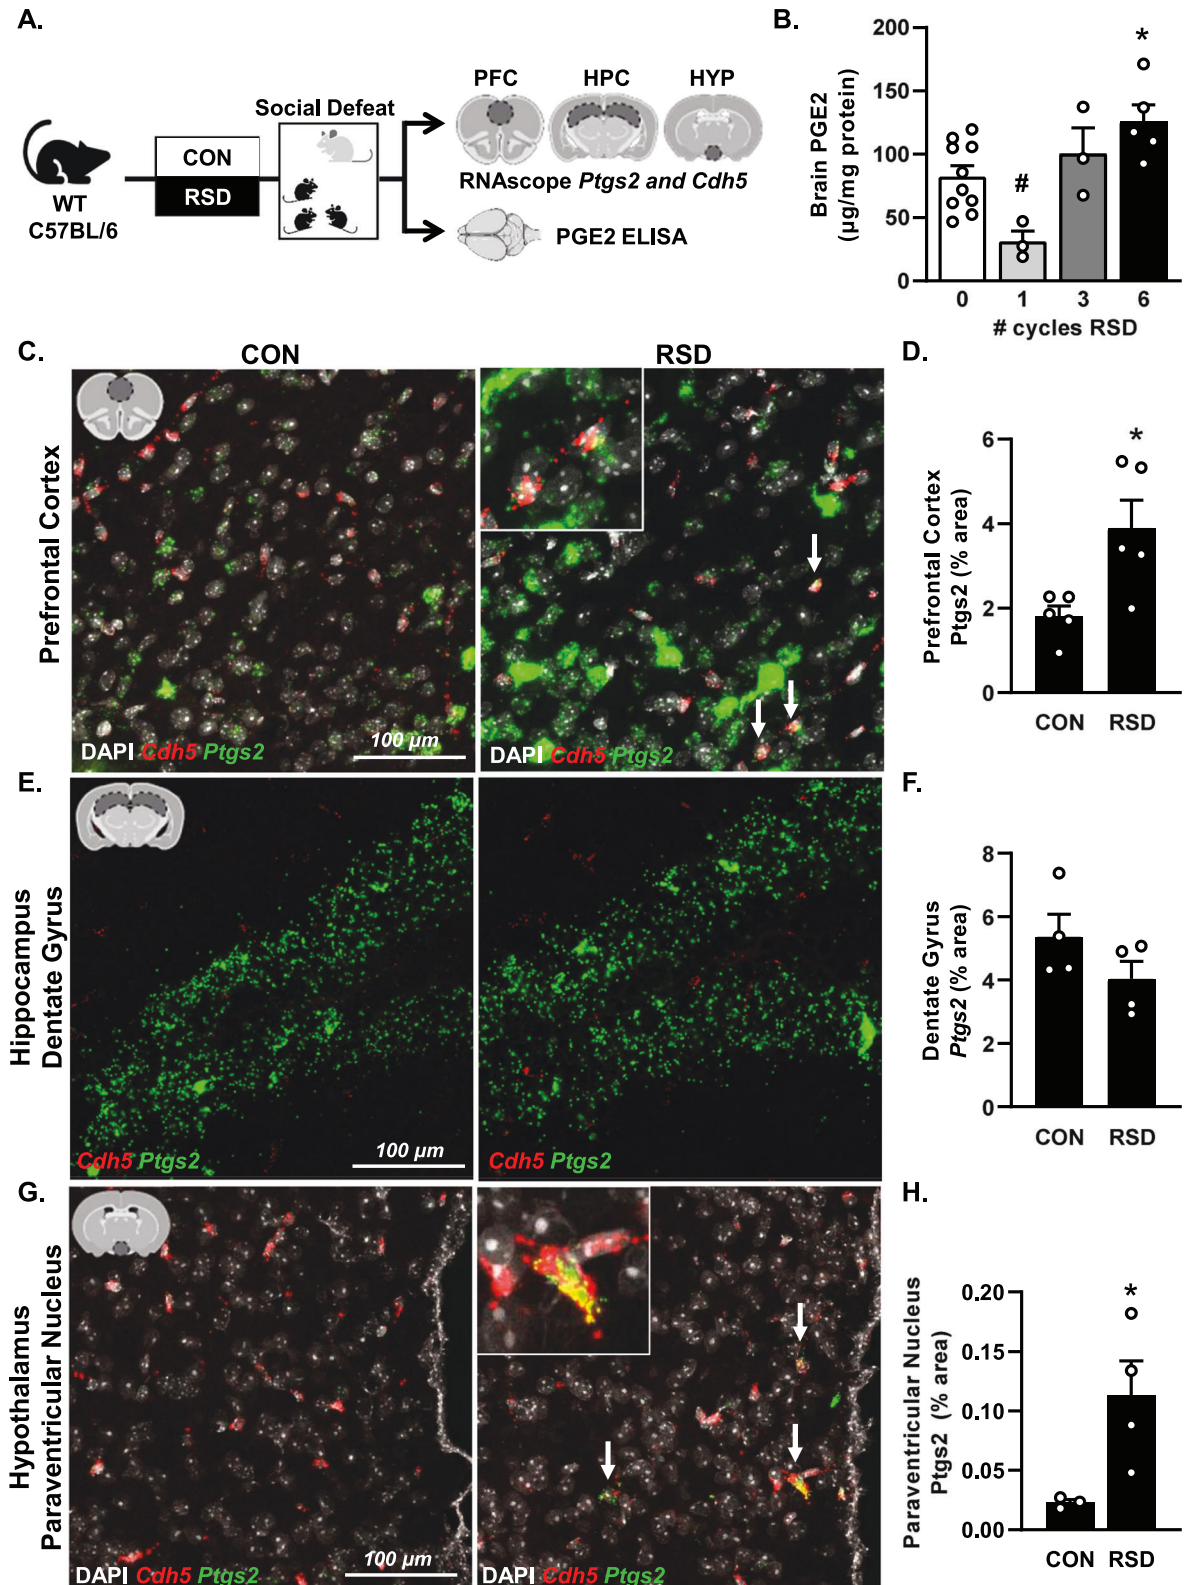 A.
WT
C57BL/6
CON
RSD
Social Defeat
PFC
HPC
HYP
RNAscope Ptgs2 and Cdh5
PGE2 ELISA
B.
Brain PGE2
(µg/mg protein)
200
150
100
50
0
#
*
0
1
3
6
# cycles RSD
C.
CON
RSD
Prefrontal Cortex
DAPI Cdh5 Ptgs2
100 µm
DAPI Cdh5 Ptgs2
D.
Prefrontal Cortex
Ptgs2 (% area)
6
4
2
0
*
CON
RSD
E.
Hippocampus
Dentate Gyrus
Cdh5 Ptgs2
100 µm
Cdh5 Ptgs2
F.
Dentate Gyrus
Ptgs2 (% area)
8
6
4
2
0
CON
RSD
G.
Hypothalamus
Paraventricular Nucleus
DAPI Cdh5 Ptgs2
100 µm
DAPI Cdh5 Ptgs2
H.
Paraventricular Nucleus
Ptgs2 (% area)
0.20
0.15
0.10
0.05
0.00
*
CON
RSD